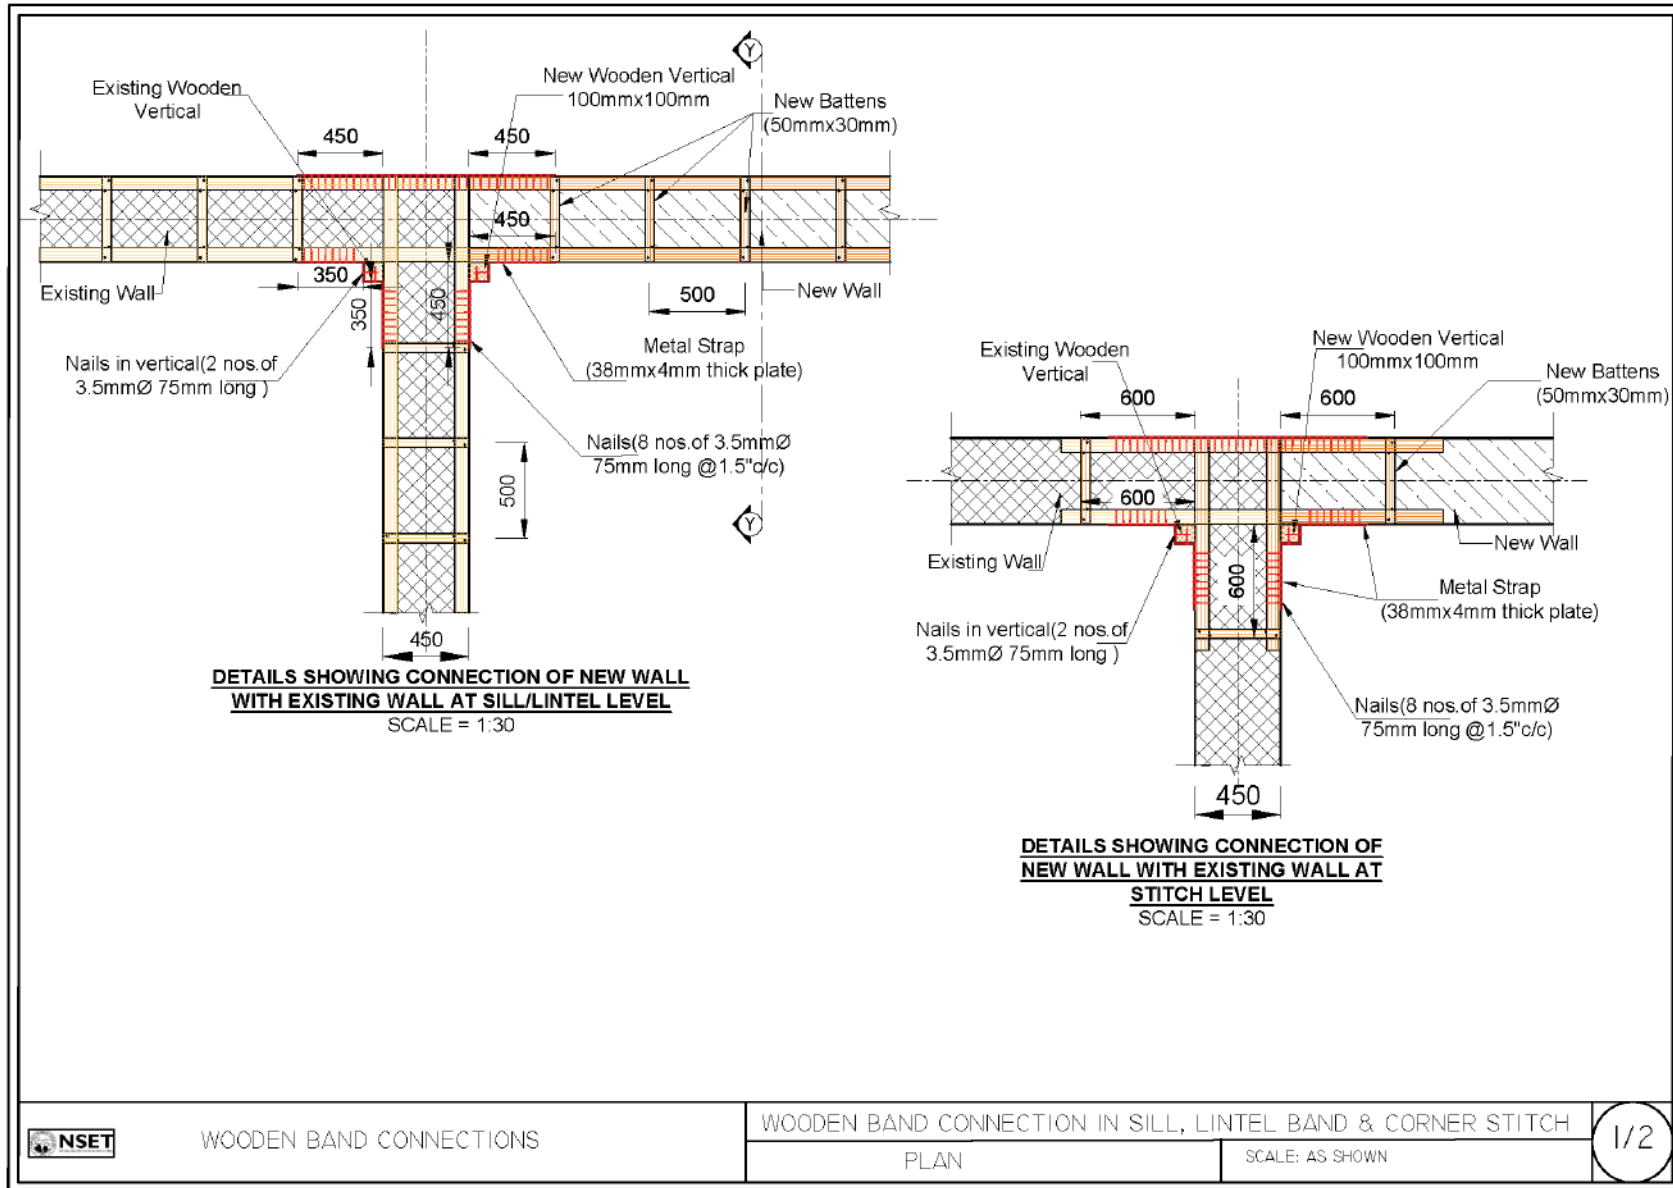 Y
Existing Wooden
Vertical
New Wooden Vertical
100mmx100mm
New Battens
(50mmx30mm)
450
450
450
Existing Wall
350
350
450
500
New Wall
Nails in vertical(2 nos.of
3.5mmØ 75mm long )
Metal Strap
(38mmx4mm thick plate)
Nails(8 nos.of 3.5mmØ
75mm long @1.5"c/c)
500
Y
450
DETAILS SHOWING CONNECTION OF NEW WALL
WITH EXISTING WALL AT SILL/LINTEL LEVEL
SCALE = 1:30
Existing Wooden
Vertical
New Wooden Vertical
100mmx100mm
New Battens
(50mmx30mm)
600
600
600
Existing Wall
600
New Wall
Metal Strap
(38mmx4mm thick plate)
Nails in vertical(2 nos.of
3.5mmØ 75mm long )
Nails(8 nos.of 3.5mmØ
75mm long @1.5"c/c)
450
DETAILS SHOWING CONNECTION OF
NEW WALL WITH EXISTING WALL AT
STITCH LEVEL
SCALE = 1:30
NSET
WOODEN BAND CONNECTIONS
WOODEN BAND CONNECTION IN SILL, LINTEL BAND & CORNER STITCH
PLAN
SCALE: AS SHOWN
1/2